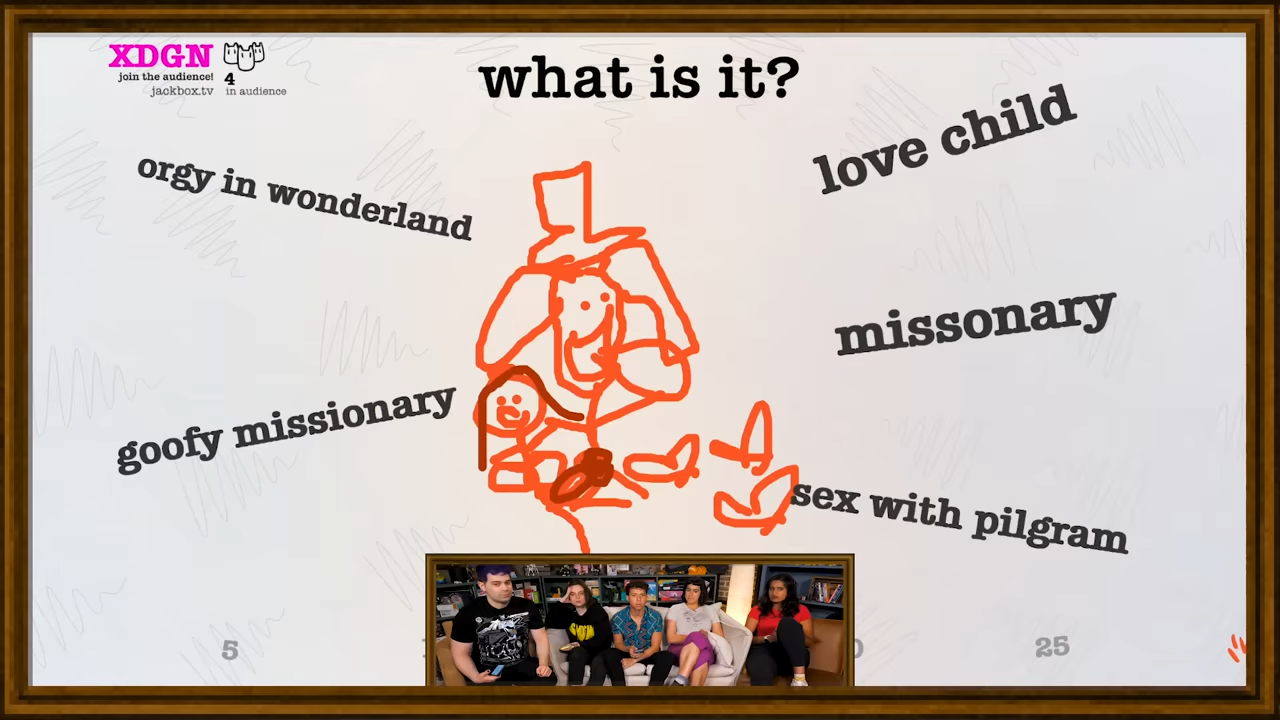 XDGN
join the audience!
jackbox.tv
4
in audience
what is it?
love child
orgy in wonderland
missonary
goofy missionary
sex with pilgram
5
25